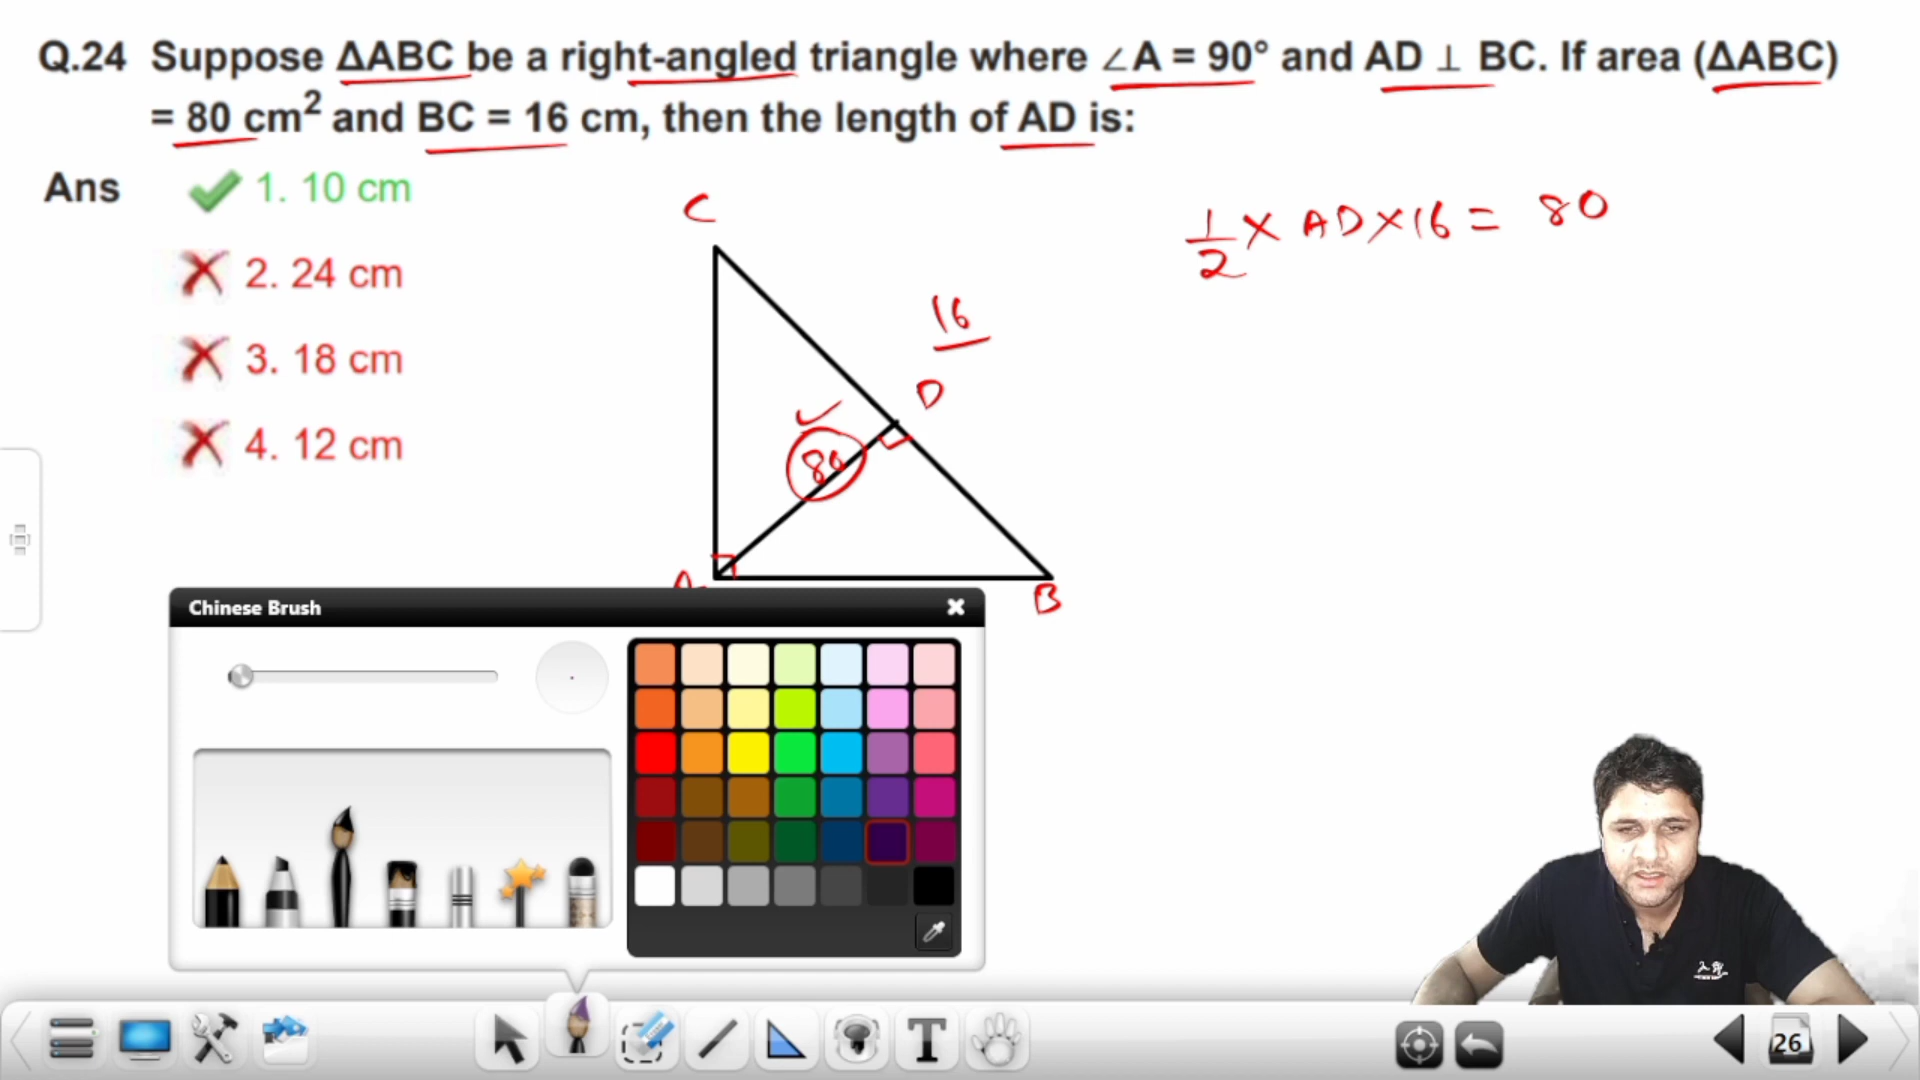 Q.24 Suppose ΔABC be a right-angled triangle where ∠A = 90° and AD ⊥ BC. If area (ΔABC)
= 80 cm² and BC = 16 cm, then the length of AD is:
Ans 1. 10 cm
2. 24 cm
3. 18 cm
4. 12 cm
C
16
D
80
A
B
1/2 × AD × 16 = 80
Chinese Brush
T
26